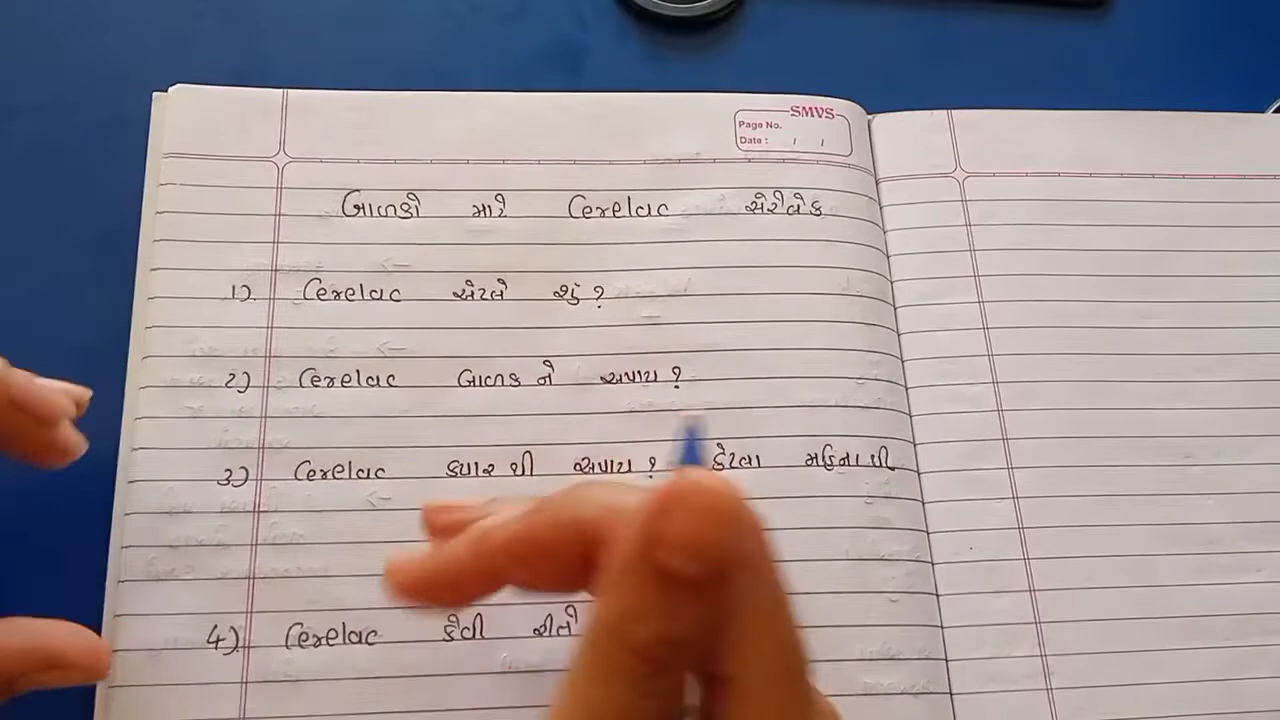 SMVS
Page No.
Date : / /
બાળકો માટે Cerelac સેરીલેક
1) Cerelac એટલે શું?
2) Cerelac બાળક ને અપાય ?
3) Cerelac ક્યાર થી અપાય ? કેટલા મહિના થી
4) Cerelac કેવી રીતે